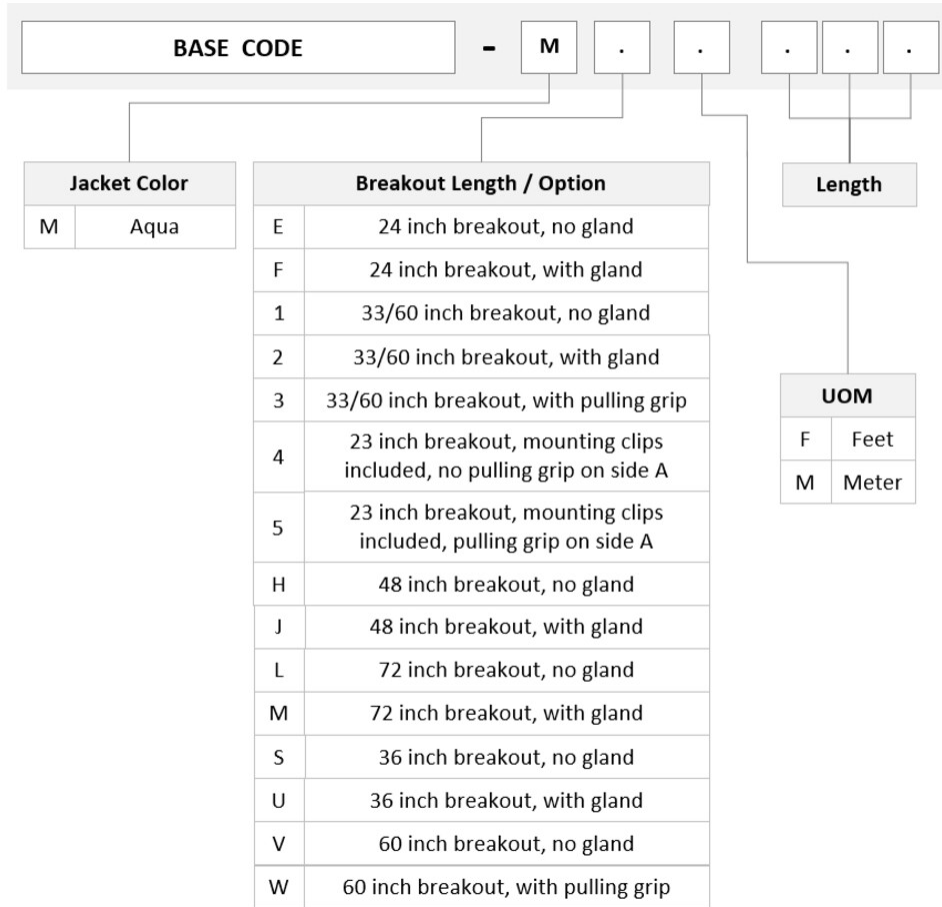 BASE CODE - M . . . . .
Jacket Color
M Aqua
Breakout Length / Option
E 24 inch breakout, no gland
F 24 inch breakout, with gland
1 33/60 inch breakout, no gland
2 33/60 inch breakout, with gland
3 33/60 inch breakout, with pulling grip
4 23 inch breakout, mounting clips
included, no pulling grip on side A
5 23 inch breakout, mounting clips
included, pulling grip on side A
H 48 inch breakout, no gland
J 48 inch breakout, with gland
L 72 inch breakout, no gland
M 72 inch breakout, with gland
S 36 inch breakout, no gland
U 36 inch breakout, with gland
V 60 inch breakout, no gland
W 60 inch breakout, with pulling grip
Length
UOM
F Feet
M Meter